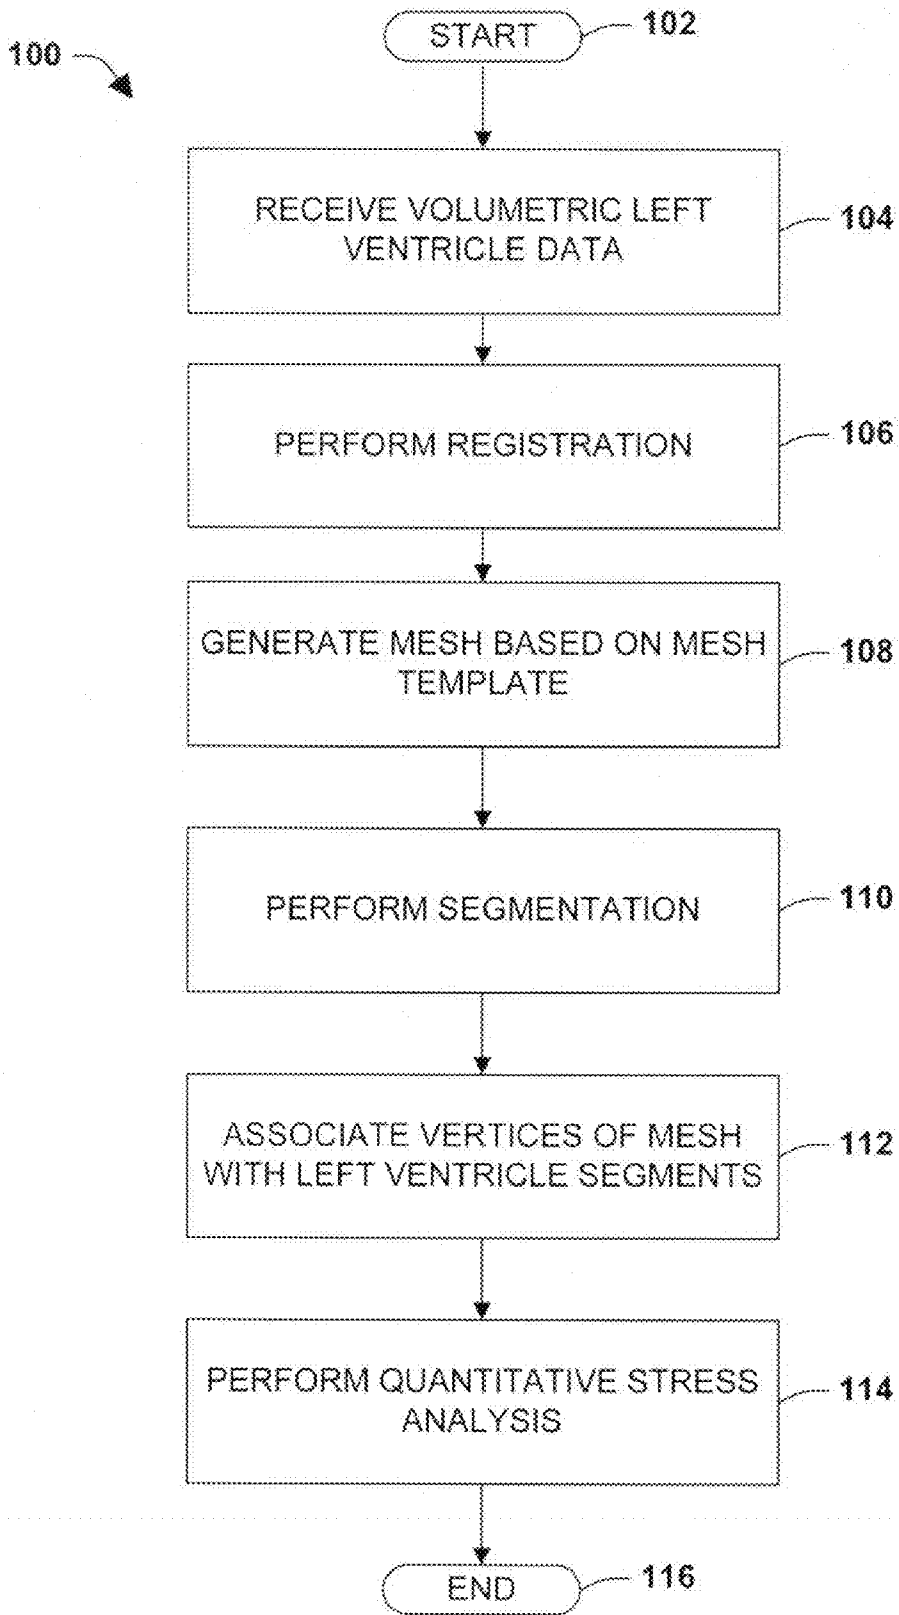 100
START
102
RECEIVE VOLUMETRIC LEFT
VENTRICLE DATA
104
PERFORM REGISTRATION
106
GENERATE MESH BASED ON MESH
TEMPLATE
108
PERFORM SEGMENTATION
110
ASSOCIATE VERTICES OF MESH
WITH LEFT VENTRICLE SEGMENTS
112
PERFORM QUANTITATIVE STRESS
ANALYSIS
114
END
116